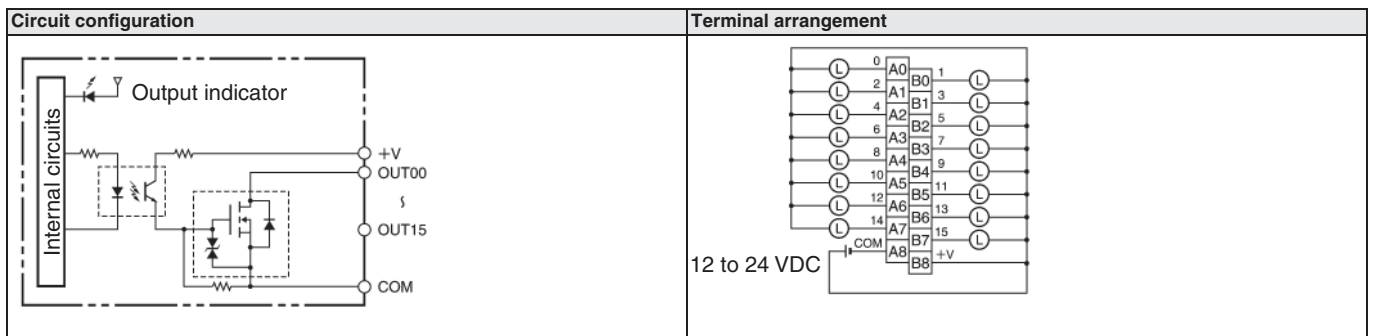 Circuit configuration
Terminal arrangement
Output indicator
Internal circuits
+V
OUT00
OUT15
COM
L 0 A0
B0 1 L
L 2 A1
B1 3 L
L 4 A2
B2 5 L
L 6 A3
B3 7 L
L 8 A4
B4 9 L
L 10 A5
B5 11 L
L 12 A6
B6 13 L
L 14 A7
B7 15 L
COM A8
B8 +V
12 to 24 VDC